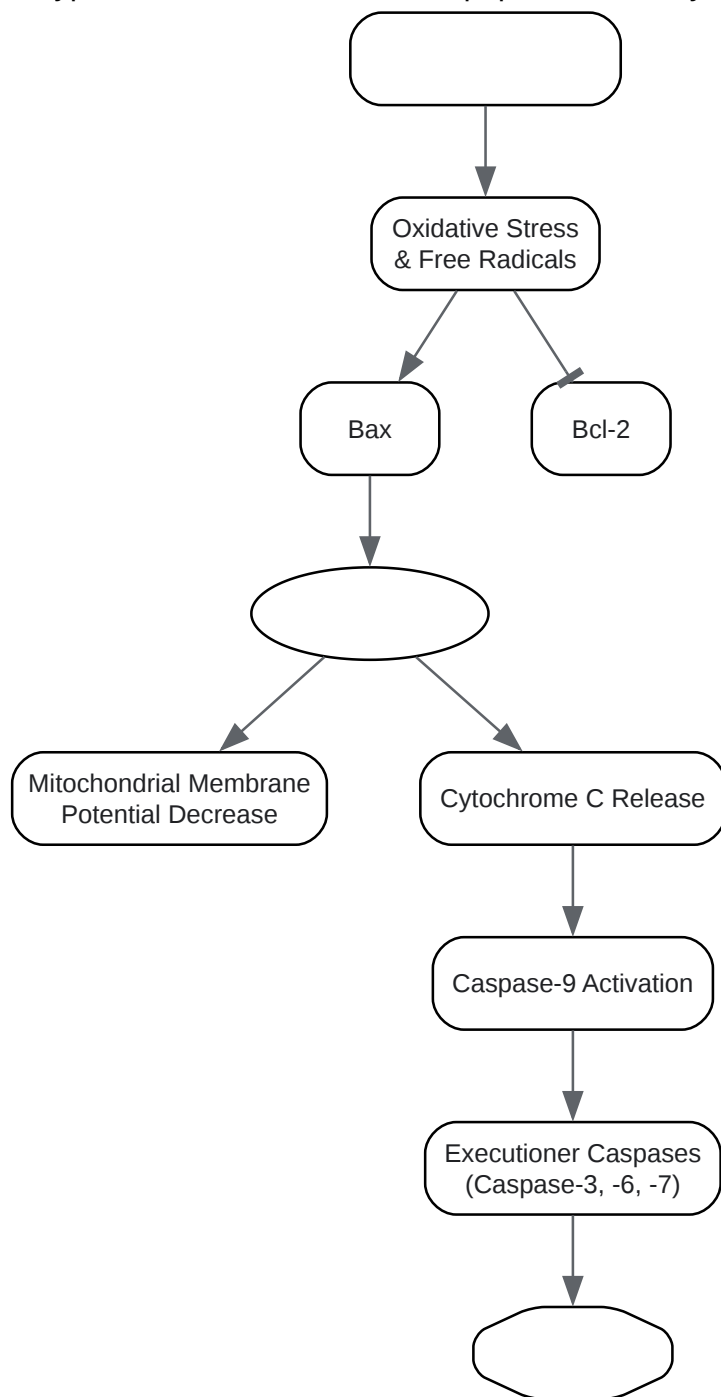 Oxidative Stress
& Free Radicals
Bax
Bcl-2
Mitochondrial Membrane
Potential Decrease
Cytochrome C Release
Caspase-9 Activation
Executioner Caspases
(Caspase-3, -6, -7)